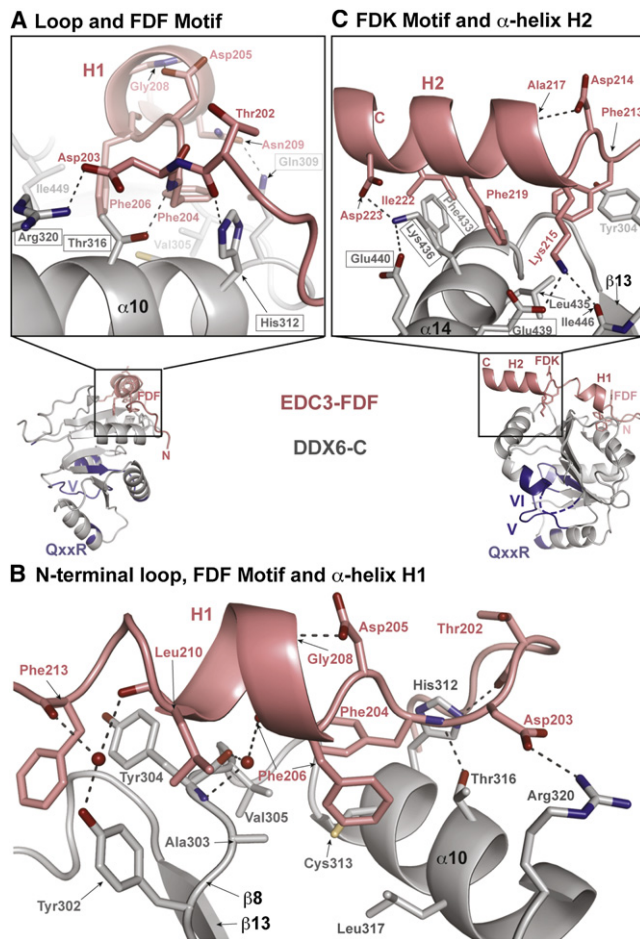 A Loop and FDF Motif
H1
Asp205
Gly208
Thr202
Asp203
Asn209
Gln309
Ile449
Phe206
Phe204
Arg320
Thr316
Val305
α10
His312
C FDK Motif and α-helix H2
H2
Ala217
Asp214
Phe213
C
Ile222
Phe219
Asp223
Phe433
Tyr304
Lys436
Lys215
Glu440
β13
Leu435
α14
Glu439
Ile446
FDF
N
V
QxxR
EDC3-FDF
DDX6-C
FDK
C
H2
H1
FDF
N
VI
V
QxxR
B N-terminal loop, FDF Motif and α-helix H1
H1
Asp205
Thr202
Leu210
Gly208
Phe213
His312
Phe204
Asp203
Tyr304
Phe206
Thr316
Val305
Arg320
Ala303
Cys313
α10
Tyr302
β8
Leu317
β13